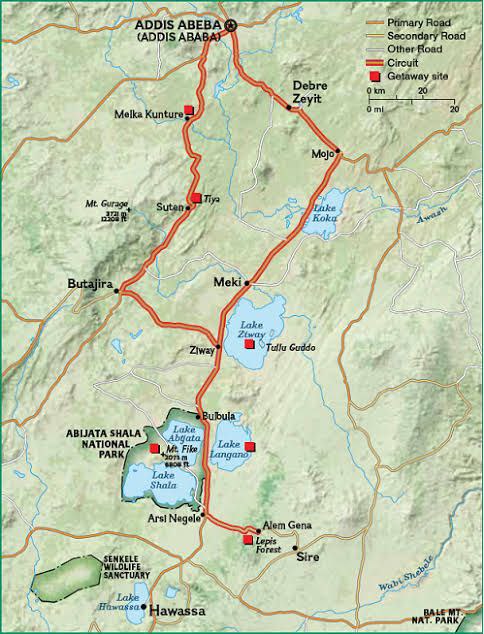 ADDIS ABEBA
(ADDIS ABABA)
Primary Road
Secondary Road
Other Road
Circuit
Getaway site
0 km 20
0 mi 20
Debre
Zeyit
Melka Kunture
Mojo
Tiya
Mt. Gurage
3721 m
12208 ft
Suten
Lake
Koka
Awash
Butajira
Meki
Lake
Ziway
Ziway
Tullu Guddo
Bulbula
ABIJATA SHALA
NATIONAL
PARK
Lake
Abijata
Mt. Fike
2075 m
6808 ft
Lake
Langano
Lake
Shala
Arsi Negele
Alem Gena
Lepis
Forest
Sire
SENKELE
WILDLIFE
SANCTUARY
Wabi Shebele
Lake
Hawassa
Hawassa
BALE MT.
NAT. PARK